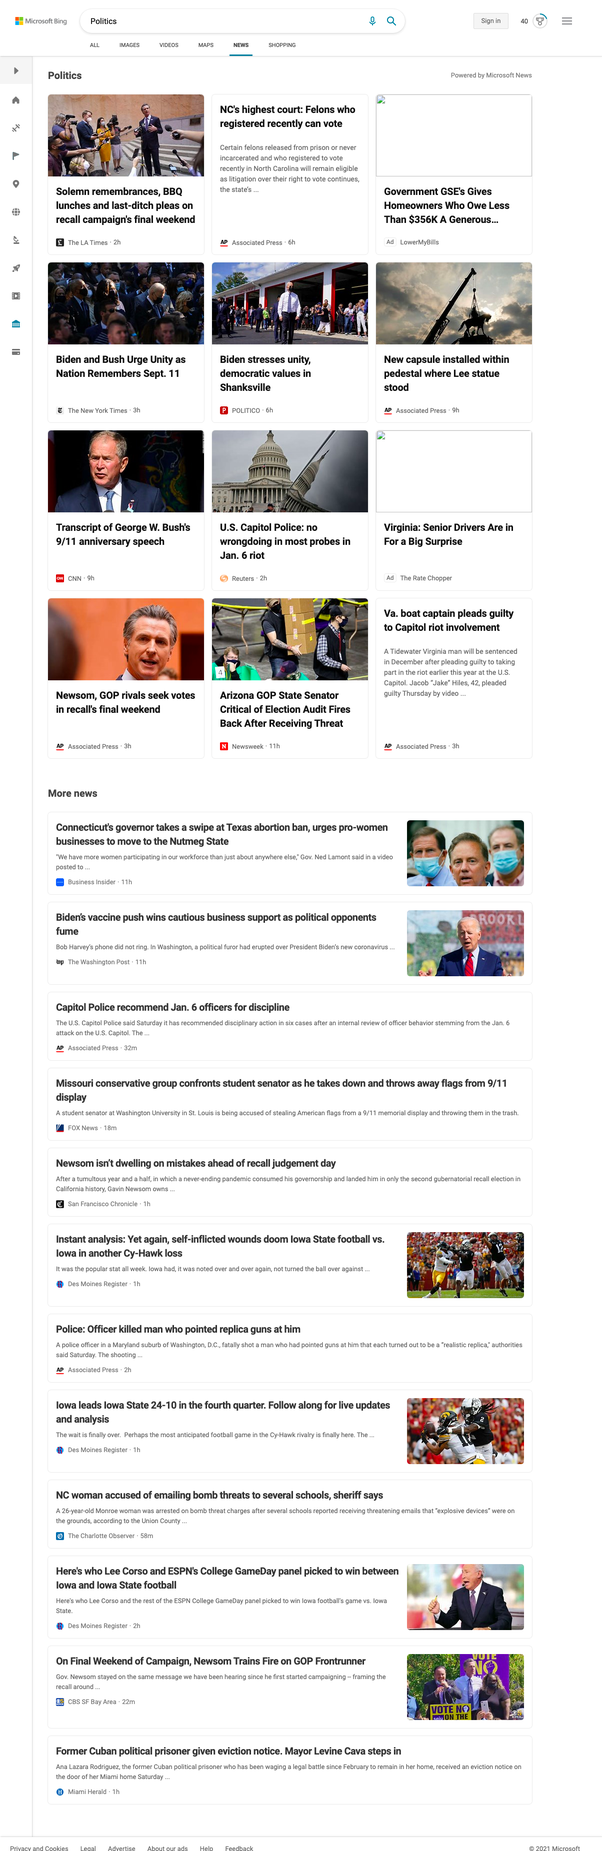 Microsoft Bing
Politics
Sign in
40
ALL
IMAGES
VIDEOS
MAPS
NEWS
SHOPPING
Politics
Powered by Microsoft News
Solemn remembrances, BBQ
lunches and last-ditch pleas on
recall campaign's final weekend
The LA Times · 2h
NC's highest court: Felons who
registered recently can vote
Certain felons released from prison or never
incarcerated and who registered to vote
recently in North Carolina will remain eligible
as litigation over their right to vote continues,
the state's ...
AP Associated Press · 6h
Government GSE's Gives
Homeowners Who Owe Less
Than $356K A Generous...
Ad LowerMyBills
Biden and Bush Urge Unity as
Nation Remembers Sept. 11
The New York Times · 3h
Biden stresses unity,
democratic values in
Shanksville
P POLITICO · 6h
New capsule installed within
pedestal where Lee statue
stood
AP Associated Press · 9h
Transcript of George W. Bush's
9/11 anniversary speech
CNN CNN · 9h
U.S. Capitol Police: no
wrongdoing in most probes in
Jan. 6 riot
Reuters · 2h
Virginia: Senior Drivers Are in
For a Big Surprise
Ad The Rate Chopper
Newsom, GOP rivals seek votes
in recall's final weekend
AP Associated Press · 3h
4
Arizona GOP State Senator
Critical of Election Audit Fires
Back After Receiving Threat
N Newsweek · 11h
Va. boat captain pleads guilty
to Capitol riot involvement
A Tidewater Virginia man will be sentenced
in December after pleading guilty to taking
part in the riot earlier this year at the U.S.
Capitol. Jacob "Jake" Hiles, 42, pleaded
guilty Thursday by video ...
AP Associated Press · 3h
More news
Connecticut's governor takes a swipe at Texas abortion ban, urges pro-women
businesses to move to the Nutmeg State
"We have more women participating in our workforce than just about anywhere else," Gov. Ned Lamont said in a video
posted to ...
Business Insider · 11h
Biden's vaccine push wins cautious business support as political opponents
fume
Bob Harvey's phone did not ring. In Washington, a political furor had erupted over President Biden's new coronavirus ...
wp The Washington Post · 11h
BROOKL
Capitol Police recommend Jan. 6 officers for discipline
The U.S. Capitol Police said Saturday it has recommended disciplinary action in six cases after an internal review of officer behavior stemming from the Jan. 6
attack on the U.S. Capitol. The ...
AP Associated Press · 32m
Missouri conservative group confronts student senator as he takes down and throws away flags from 9/11
display
A student senator at Washington University in St. Louis is being accused of stealing American flags from a 9/11 memorial display and throwing them in the trash.
FOX News · 18m
Newsom isn't dwelling on mistakes ahead of recall judgement day
After a tumultuous year and a half, in which a never-ending pandemic consumed his governorship and landed him in only the second gubernatorial recall election in
California history, Gavin Newsom owns ...
San Francisco Chronicle · 1h
Instant analysis: Yet again, self-inflicted wounds doom Iowa State football vs.
Iowa in another Cy-Hawk loss
It was the popular stat all week. Iowa had, it was noted over and over again, not turned the ball over against ...
Des Moines Register · 1h
Police: Officer killed man who pointed replica guns at him
A police officer in a Maryland suburb of Washington, D.C., fatally shot a man who had pointed guns at him that each turned out to be a "realistic replica," authorities
said Saturday. The shooting ...
AP Associated Press · 2h
Iowa leads Iowa State 24-10 in the fourth quarter. Follow along for live updates
and analysis
The wait is finally over. Perhaps the most anticipated football game in the Cy-Hawk rivalry is finally here. The ...
Des Moines Register · 1h
NC woman accused of emailing bomb threats to several schools, sheriff says
A 26-year-old Monroe woman was arrested on bomb threat charges after several schools reported receiving threatening emails that "explosive devices" were on
the grounds, according to the Union County ...
The Charlotte Observer · 58m
Here's who Lee Corso and ESPN's College GameDay panel picked to win between
Iowa and Iowa State football
Here's who Lee Corso and the rest of the ESPN College GameDay panel picked to win Iowa football's game vs. Iowa
State.
Des Moines Register · 2h
On Final Weekend of Campaign, Newsom Trains Fire on GOP Frontrunner
Gov. Newsom stayed on the same message we have been hearing since he first started campaigning – framing the
recall around ...
CBS SF Bay Area · 22m
VOTE
NO
VOTE NO
ON THE
Former Cuban political prisoner given eviction notice. Mayor Levine Cava steps in
Ana Lazara Rodriguez, the former Cuban political prisoner who has been waging a legal battle since February to remain in her home, received an eviction notice on
the door of her Miami home Saturday ...
Miami Herald · 1h
Privacy and Cookies
Legal
Advertise
About our ads
Help
Feedback
© 2021 Microsoft